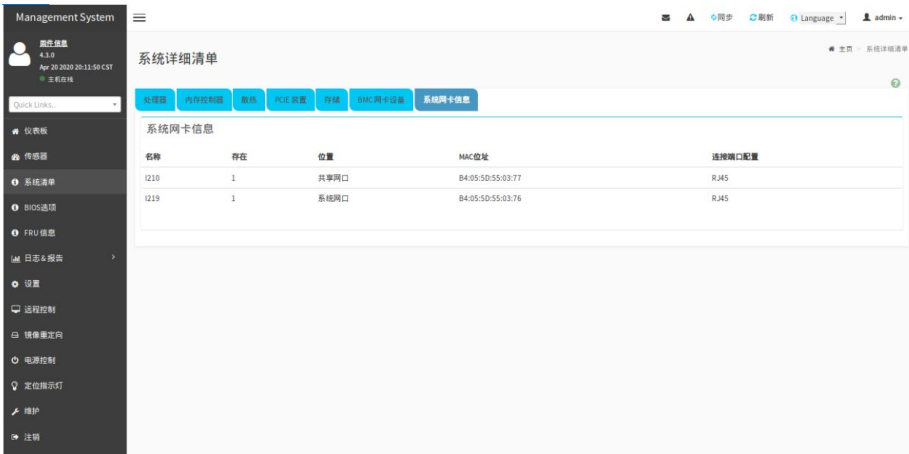 Management System
同步 刷新 Language admin
固件信息
4.3.0
Apr 20 2020 20:11:50 CST
主机在线
Quick Links...
仪表板
传感器
系统清单
BIOS选项
FRU信息
日志&报告
设置
远程控制
镜像重定向
电源控制
定位指示灯
维护
注销
系统详细清单
主页 > 系统详细清单
处理器 内存控制器 散热 PCIE 装置 存储 BMC 网卡设备 系统网卡信息
系统网卡信息
名称 存在 位置 MAC位址 连接端口配置
I210 1 共享网口 B4:05:5D:55:03:77 RJ45
I219 1 系统网口 B4:05:5D:55:03:76 RJ45